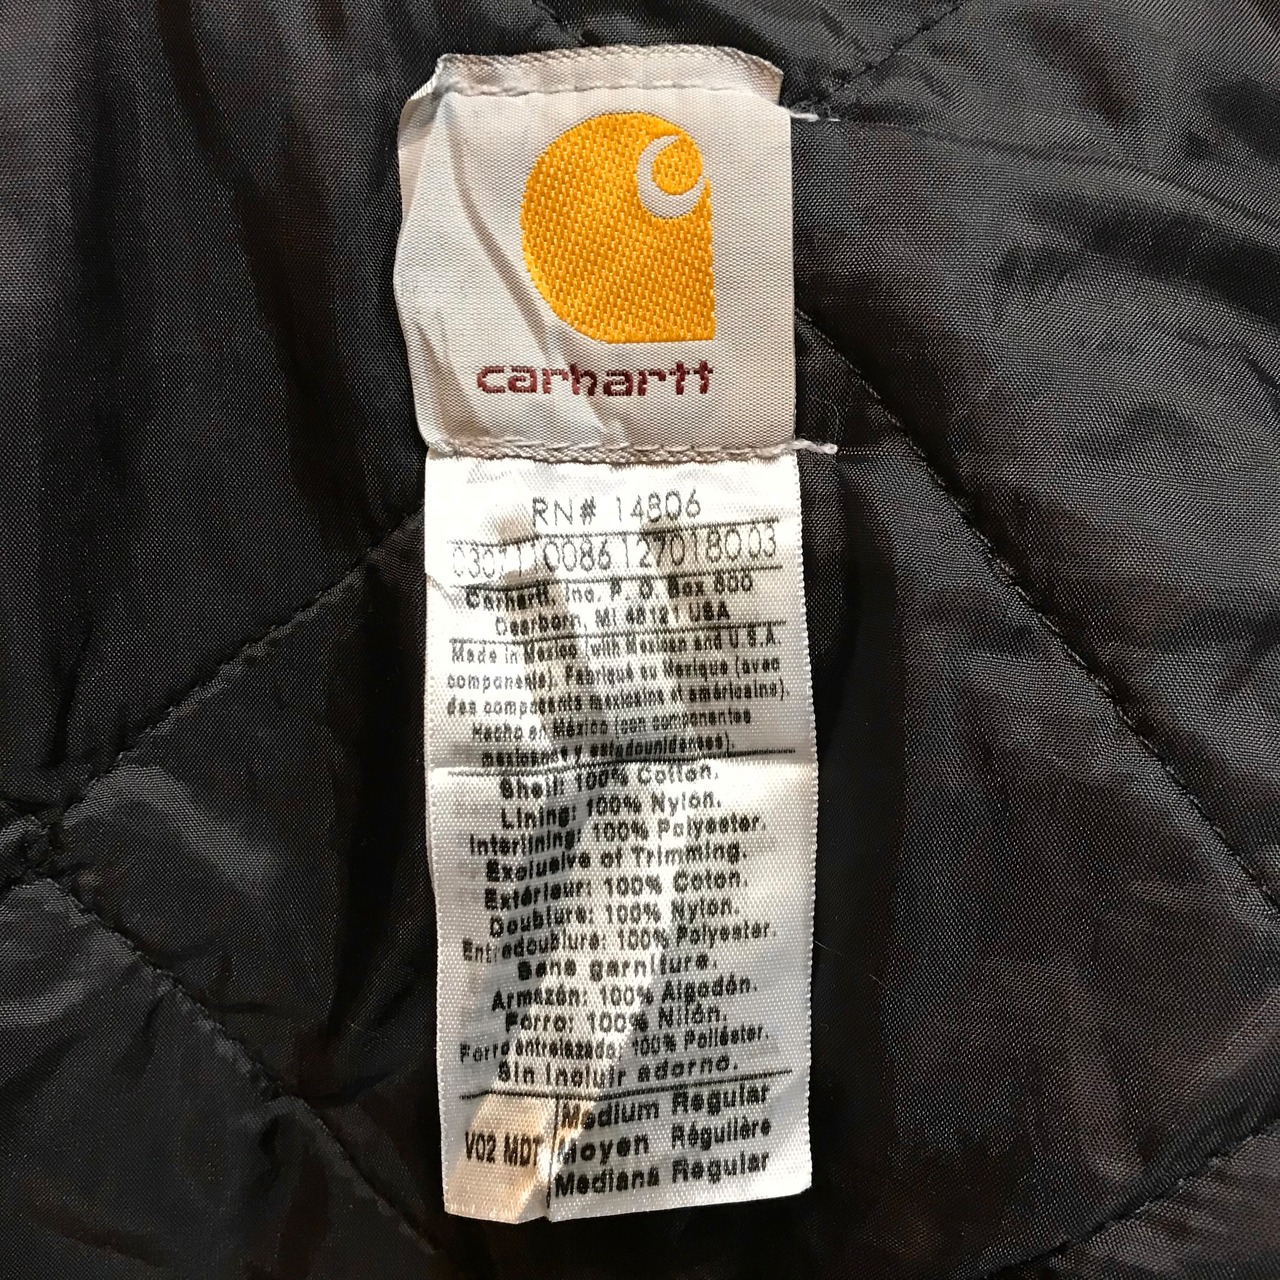 carhartt
RN# 14806
Carhartt, Inc. P. O. Box 600
Dearborn, MI 48121 USA
Made in Mexico (with Mexican and U.S.A.
components). Fabriqué au Mexique (avec
des composants mexicains et américains).
Hecho en México (con componentes
mexicanos y estadounidenses).
Shell: 100% Cotton.
Lining: 100% Nylon.
Interlining: 100% Polyester.
Exclusive of Trimming.
Extérieur: 100% Coton.
Doublure: 100% Nylon.
Entredoublure: 100% Polyester.
Sans garniture.
Armazón: 100% Algodón.
Forro: 100% Nilón.
Forro entrelazado: 100% Poliéster.
Sin incluir adorno.
V02 MDT
Medium Regular
Moyen Régulière
Mediana Regular